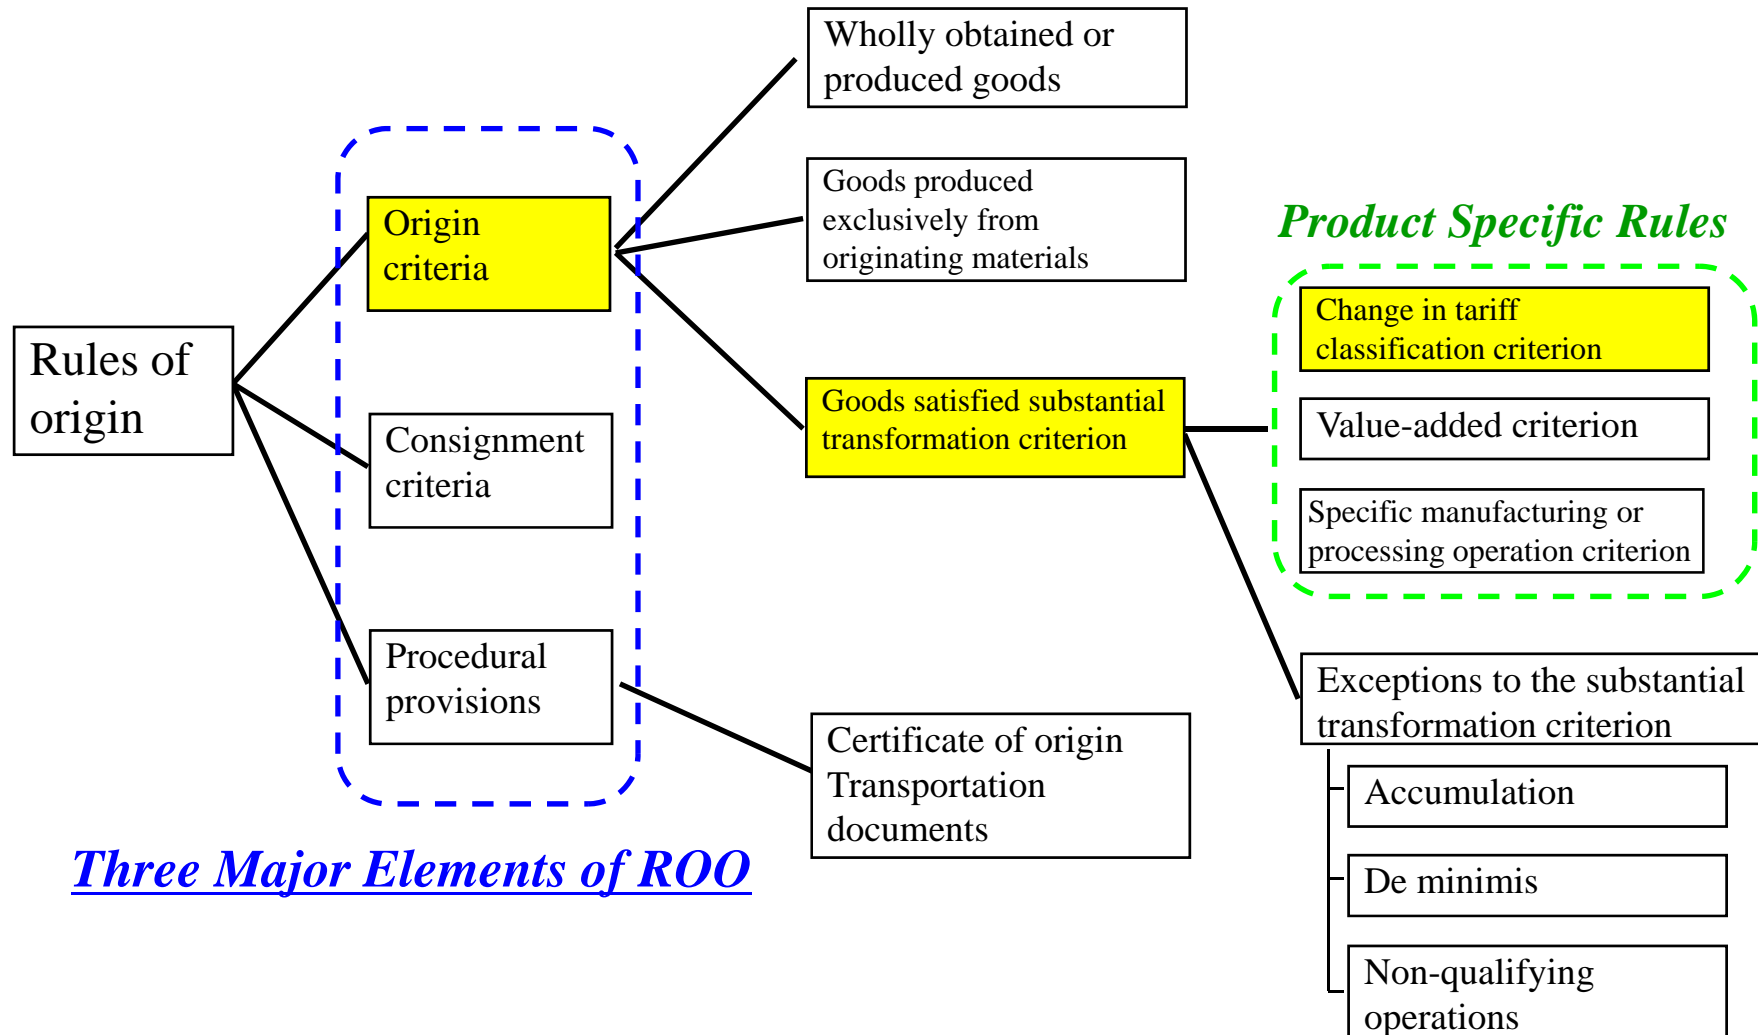 Rules of
origin
Origin
criteria
Consignment
criteria
Procedural
provisions
Three Major Elements of ROO
Wholly obtained or
produced goods
Goods produced
exclusively from
originating materials
Goods satisfied substantial
transformation criterion
Certificate of origin
Transportation
documents
Product Specific Rules
Change in tariff
classification criterion
Value-added criterion
Specific manufacturing or
processing operation criterion
Exceptions to the substantial
transformation criterion
Accumulation
De minimis
Non-qualifying
operations